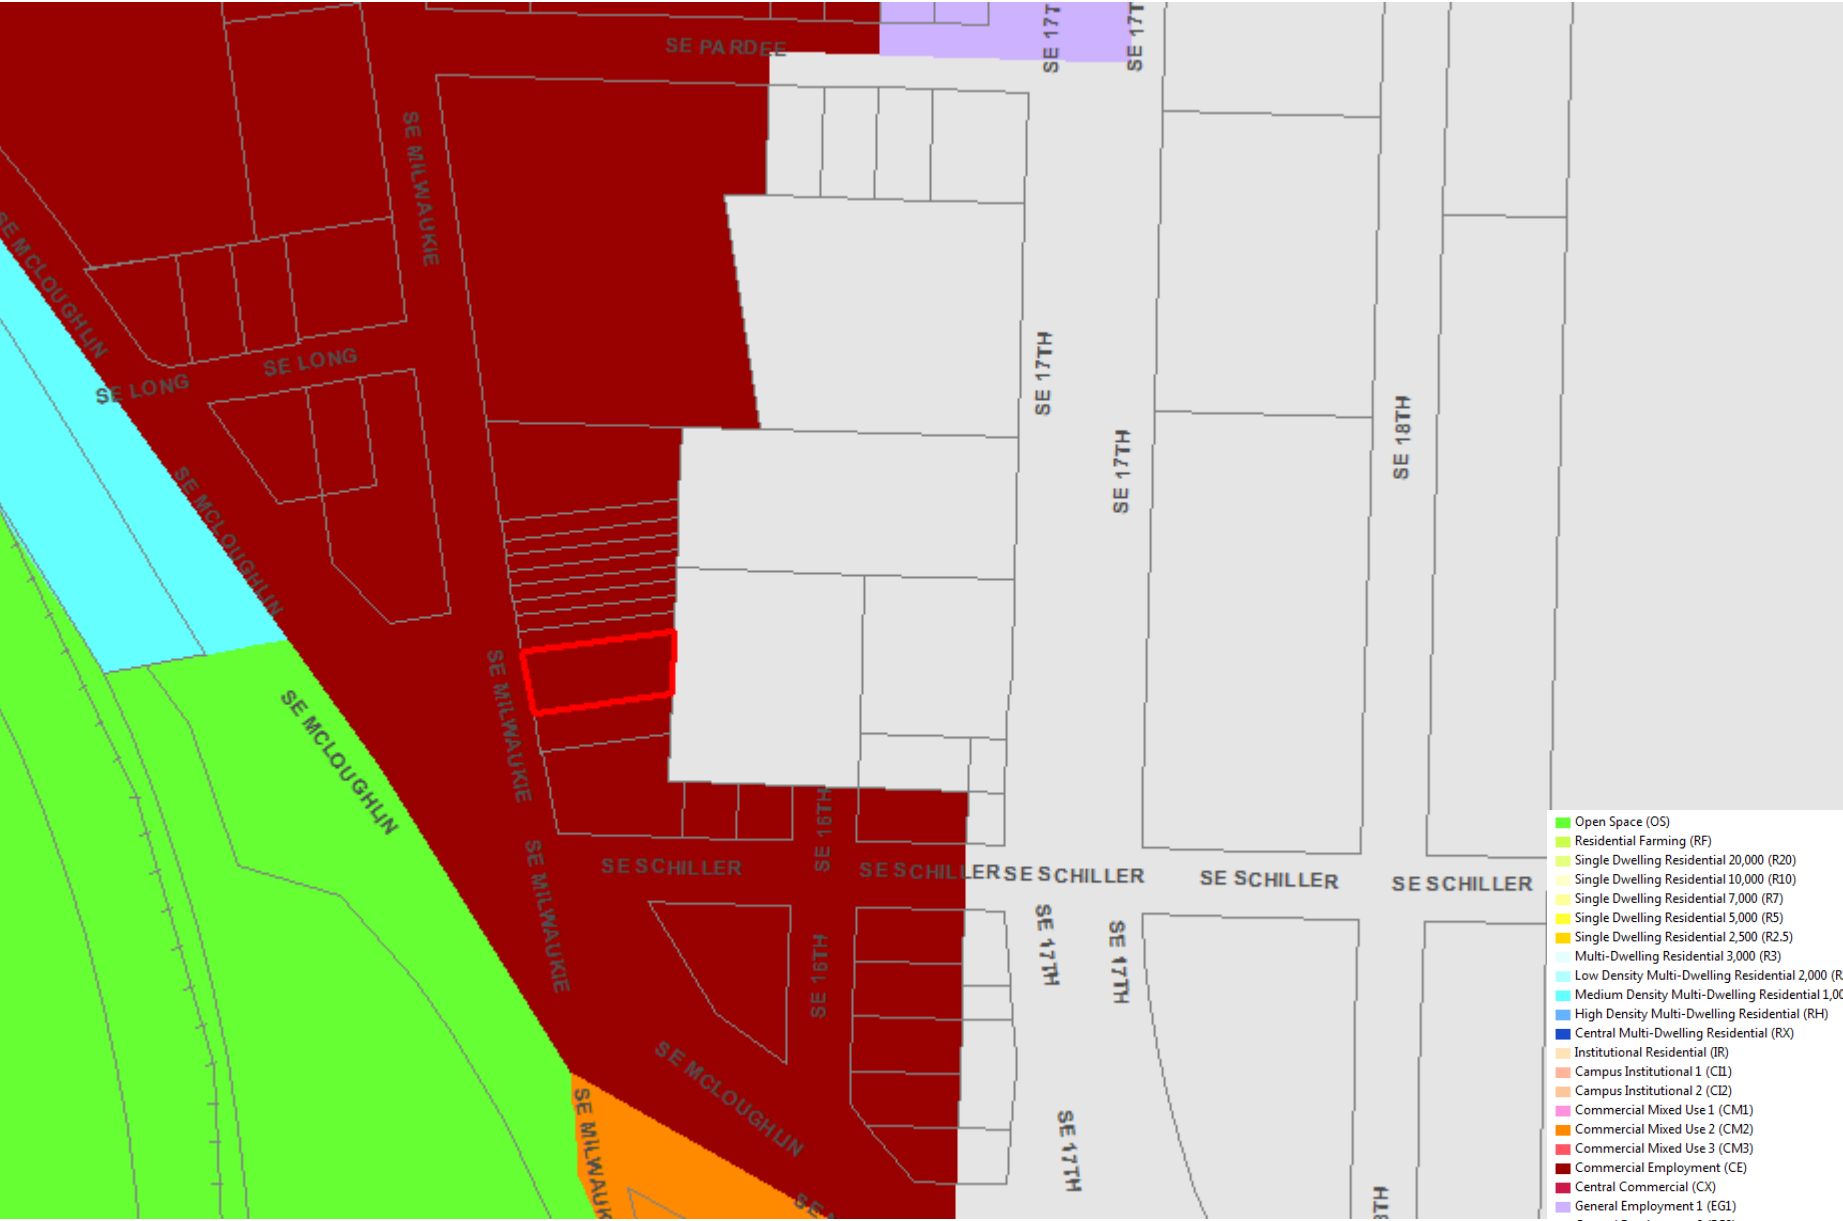 SE PARDEE
SE 17T
SE 17T
SE MILWAUKIE
SE MCLOUGHLIN
SE LONG
SE LONG
SE 17TH
SE 17TH
SE 18TH
SE MCLOUGHLIN
SE MILWAUKIE
SE MCLOUGHLIN
SE 16TH
SE SCHILLER
SE SCHILLER
SE SCHILLER
SE SCHILLER
SE SCHILLER
SE MILWAUKIE
SE 16TH
SE 17TH
SE 17TH
SE MCLOUGHLIN
SE MILWAUK
SE 17TH
8TH
Open Space (OS)
Residential Farming (RF)
Single Dwelling Residential 20,000 (R20)
Single Dwelling Residential 10,000 (R10)
Single Dwelling Residential 7,000 (R7)
Single Dwelling Residential 5,000 (R5)
Single Dwelling Residential 2,500 (R2.5)
Multi-Dwelling Residential 3,000 (R3)
Low Density Multi-Dwelling Residential 2,000 (R
Medium Density Multi-Dwelling Residential 1,00
High Density Multi-Dwelling Residential (RH)
Central Multi-Dwelling Residential (RX)
Institutional Residential (IR)
Campus Institutional 1 (CI1)
Campus Institutional 2 (CI2)
Commercial Mixed Use 1 (CM1)
Commercial Mixed Use 2 (CM2)
Commercial Mixed Use 3 (CM3)
Commercial Employment (CE)
Central Commercial (CX)
General Employment 1 (EG1)